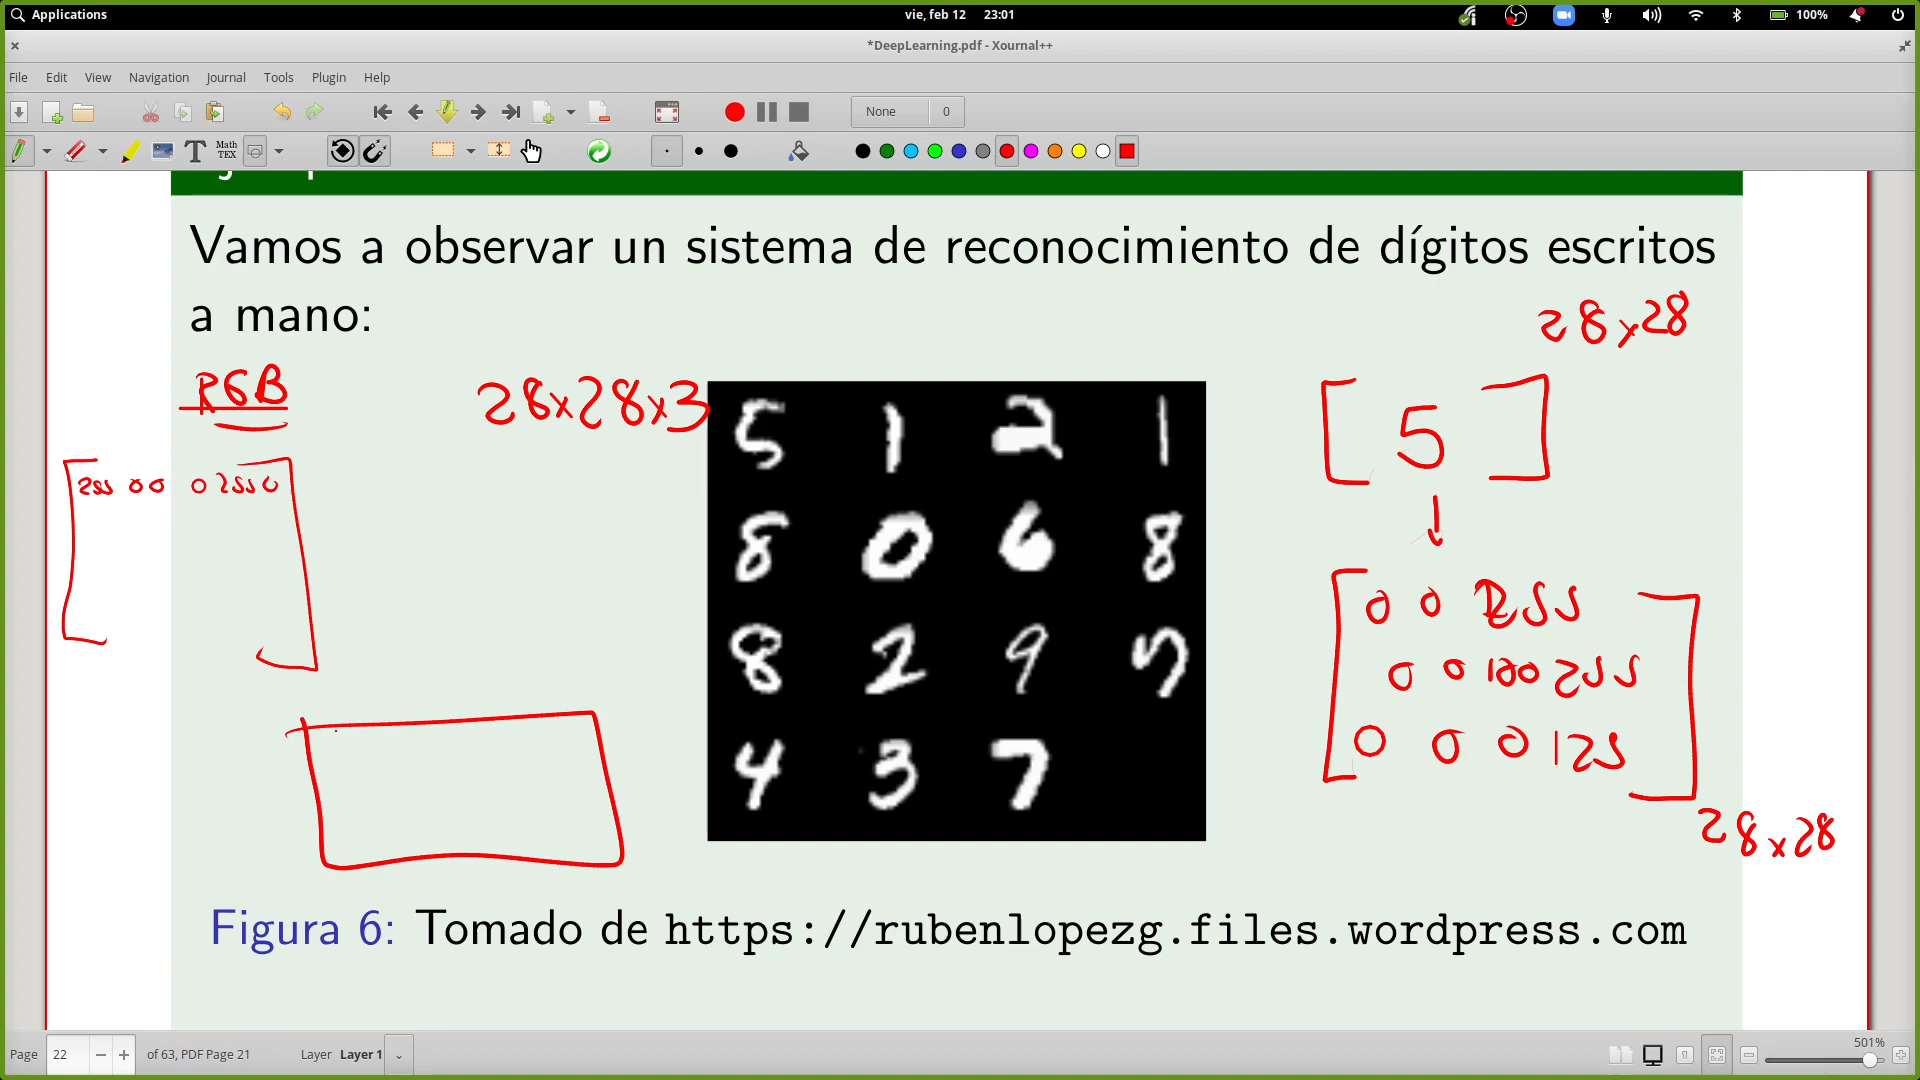 Applications
vie, feb 12 23:01
100%
*DeepLearning.pdf - Xournal++
File Edit View Navigation Journal Tools Plugin Help
None 0
Math TEX
Vamos a observar un sistema de reconocimiento de dígitos escritos
a mano:
28x28
RGB
28x28x3
5
255 00 0 255 0
5 1 2 1
8 0 6 8
8 2 9 7
4 3 7
0 0 255
0 0 100 255
0 0 0 125
28x28
Figura 6: Tomado de https://rubenlopezg.files.wordpress.com
Page 22 of 63, PDF Page 21 Layer Layer 1
501%